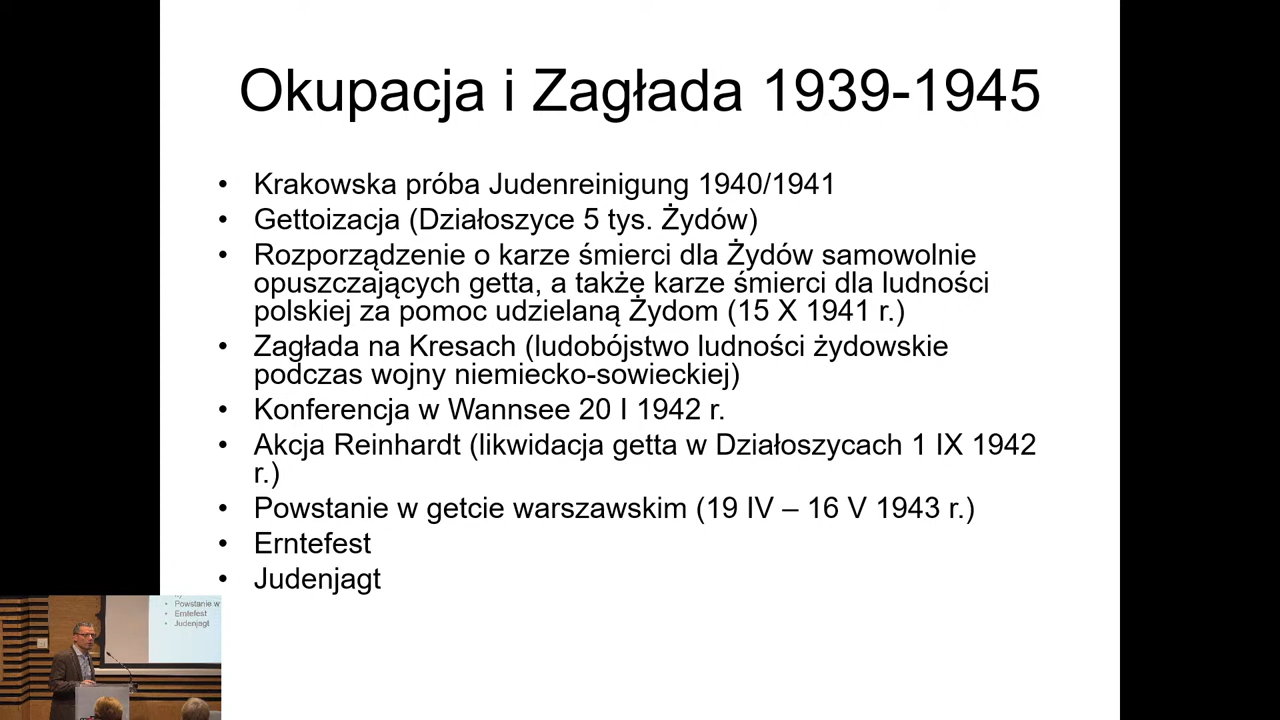 Okupacja i Zagłada 1939-1945
• Krakowska próba Judenreinigung 1940/1941
• Gettoizacja (Działoszyce 5 tys. Żydów)
• Rozporządzenie o karze śmierci dla Żydów samowolnie
opuszczających getta, a także karze śmierci dla ludności
polskiej za pomoc udzielaną Żydom (15 X 1941 r.)
• Zagłada na Kresach (ludobójstwo ludności żydowskie
podczas wojny niemiecko-sowieckiej)
• Konferencja w Wannsee 20 I 1942 r.
• Akcja Reinhardt (likwidacja getta w Działoszycach 1 IX 1942
r.)
• Powstanie w getcie warszawskim (19 IV – 16 V 1943 r.)
• Erntefest
• Judenjagt
• Powstanie w
• Erntefest
• Judenjagt